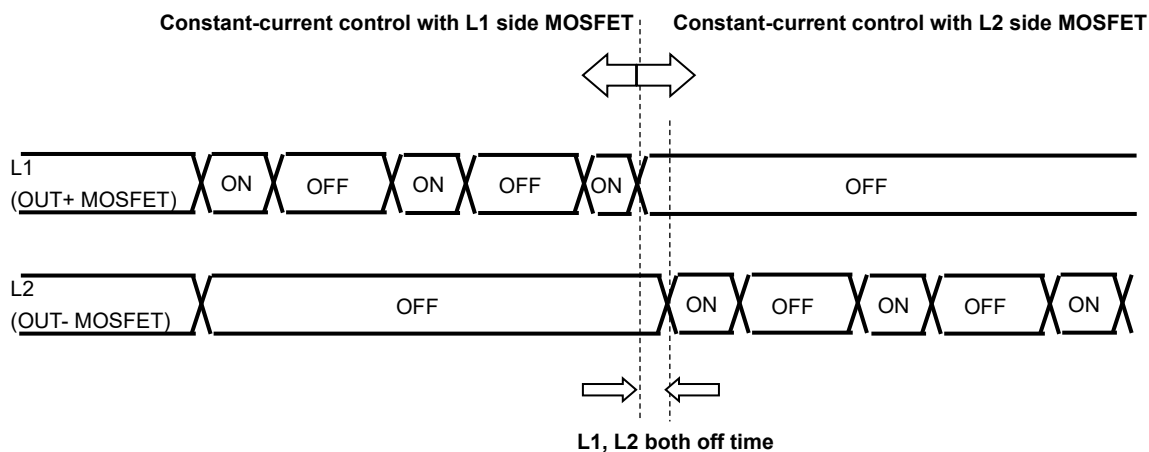 Constant-current control with L1 side MOSFET
Constant-current control with L2 side MOSFET
L1
(OUT+ MOSFET)
ON
OFF
ON
OFF
ON
OFF
L2
(OUT- MOSFET)
OFF
ON
OFF
ON
OFF
ON
L1, L2 both off time